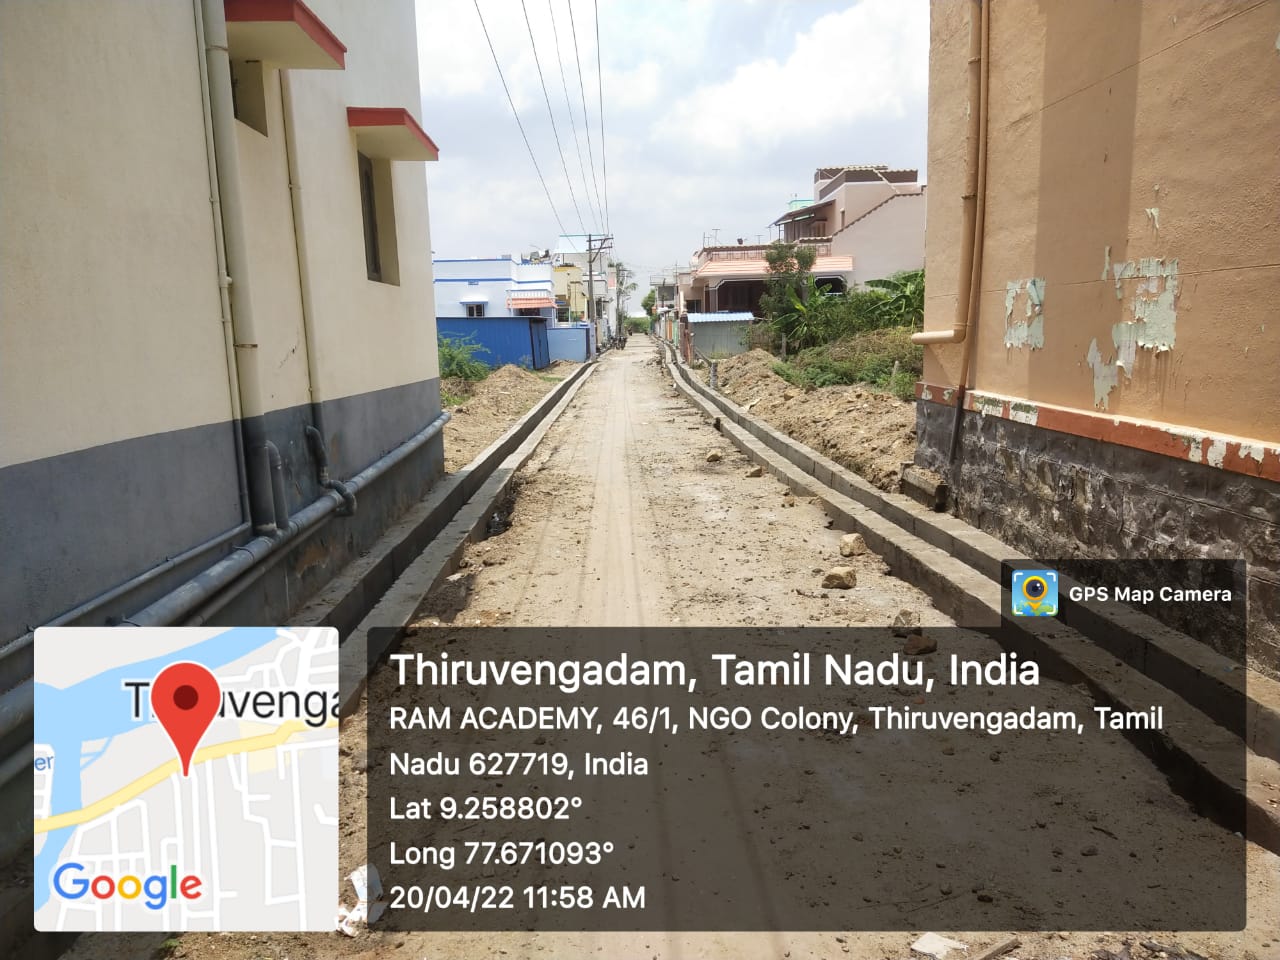 GPS Map Camera
Thiruvengadam, Tamil Nadu, India
RAM ACADEMY, 46/1, NGO Colony, Thiruvengadam, Tamil
Nadu 627719, India
Lat 9.258802°
Long 77.671093°
20/04/22 11:58 AM
Google